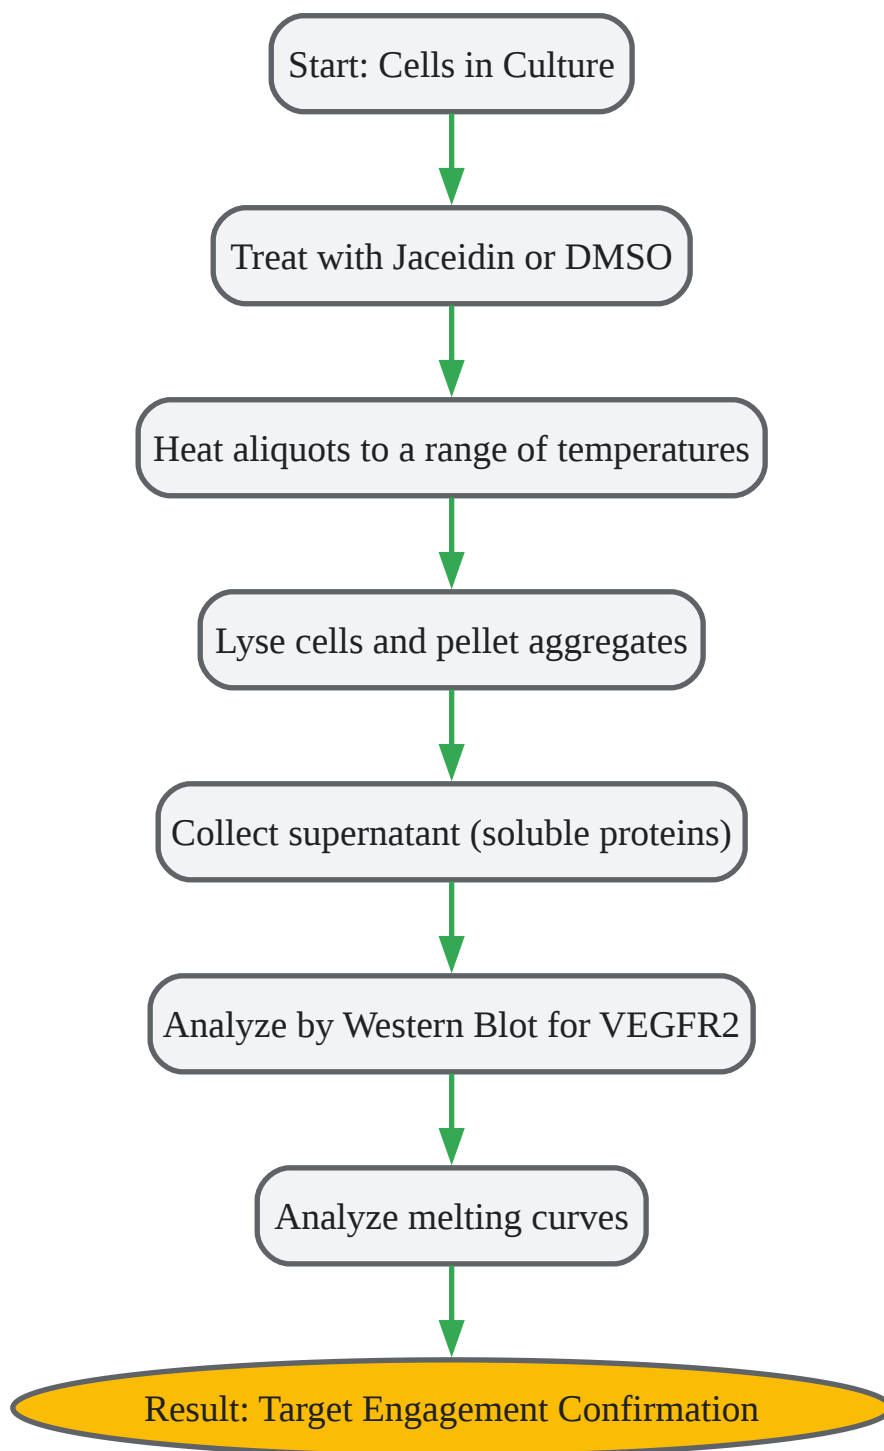 Start: Cells in Culture
Treat with Jaceidin or DMSO
Heat aliquots to a range of temperatures
Lyse cells and pellet aggregates
Collect supernatant (soluble proteins)
Analyze by Western Blot for VEGFR2
Analyze melting curves
Result: Target Engagement Confirmation